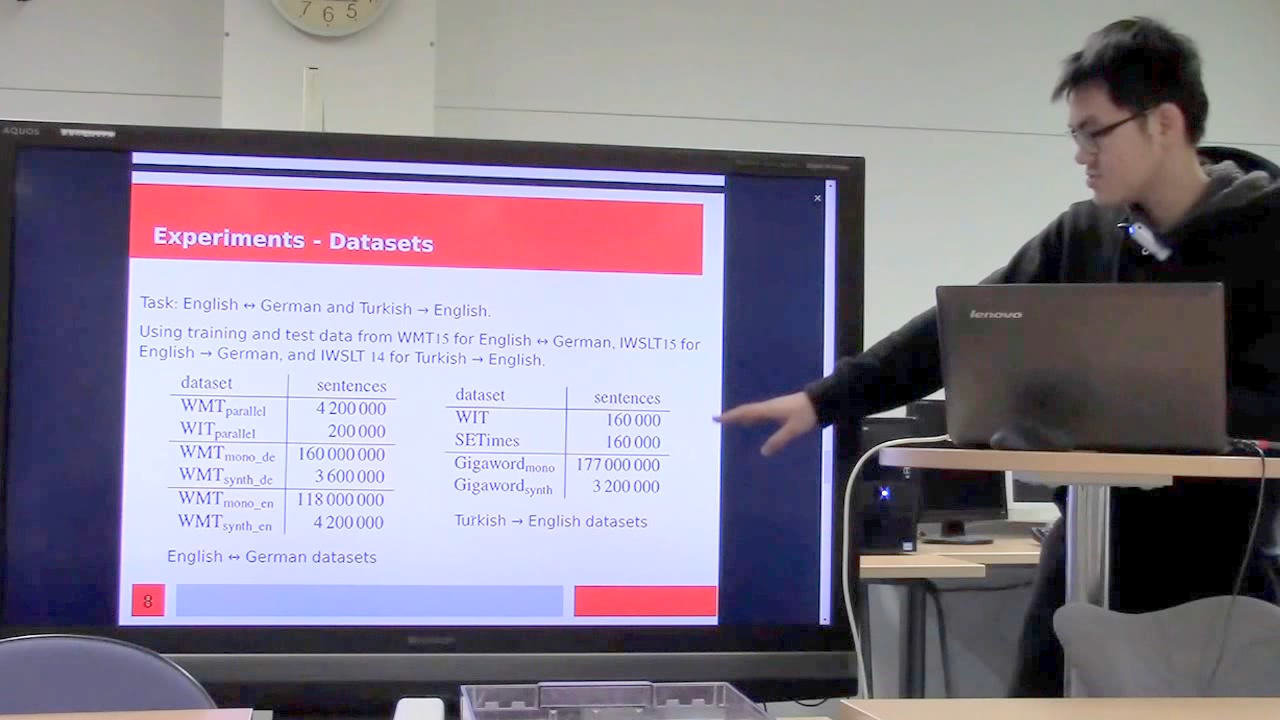 7 6 5
AQUOS
Experiments - Datasets
Task: English ↔ German and Turkish → English.
Using training and test data from WMT15 for English ↔ German, IWSLT15 for
English → German, and IWSLT 14 for Turkish → English.
dataset sentences
WMTparallel 4 200 000
WITparallel 200 000
WMTmono_de 160 000 000
WMTsynth_de 3 600 000
WMTmono_en 118 000 000
WMTsynth_en 4 200 000
English ↔ German datasets
dataset sentences
WIT 160 000
SETimes 160 000
Gigawordmono 177 000 000
Gigawordsynth 3 200 000
Turkish → English datasets
8
lenovo